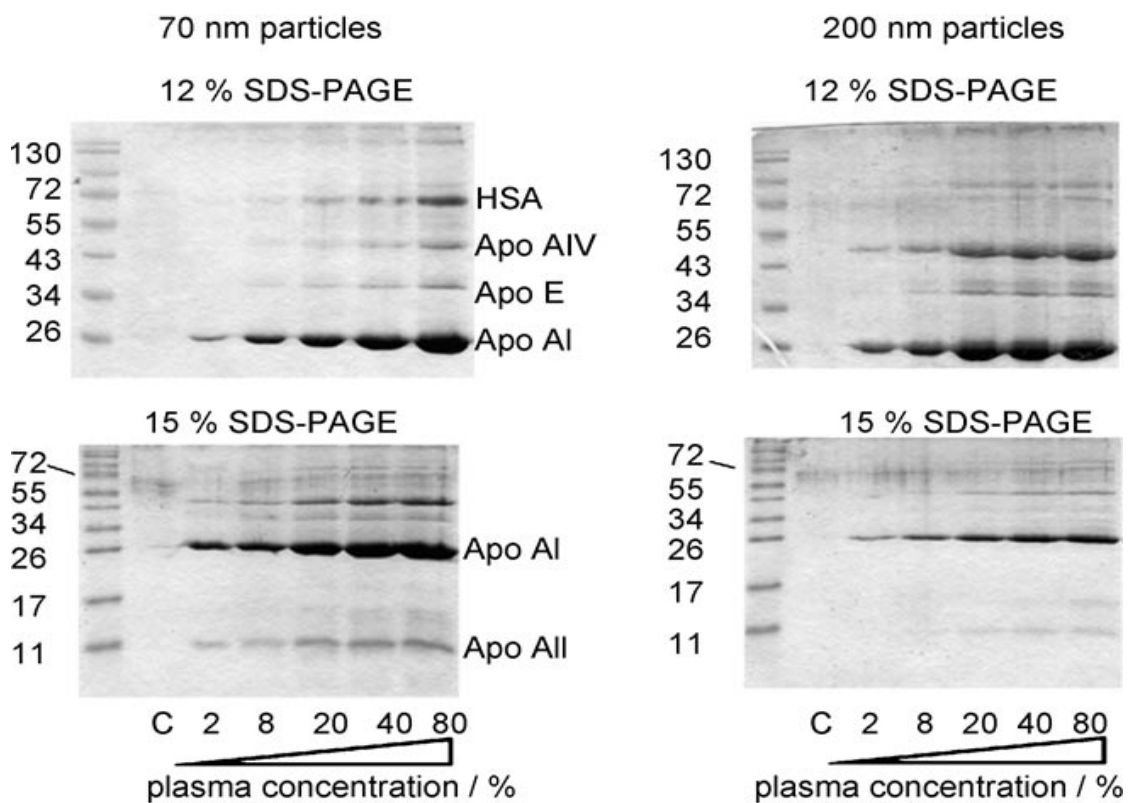 70 nm particles
200 nm particles
12 % SDS-PAGE
12 % SDS-PAGE
130
72
55
43
34
26
HSA
Apo AIV
Apo E
Apo AI
130
72
55
43
34
26
15 % SDS-PAGE
15 % SDS-PAGE
72
55
34
26
17
11
Apo AI
Apo AII
72
55
34
26
17
11
C 2 8 20 40 80
plasma concentration / %
C 2 8 20 40 80
plasma concentration / %